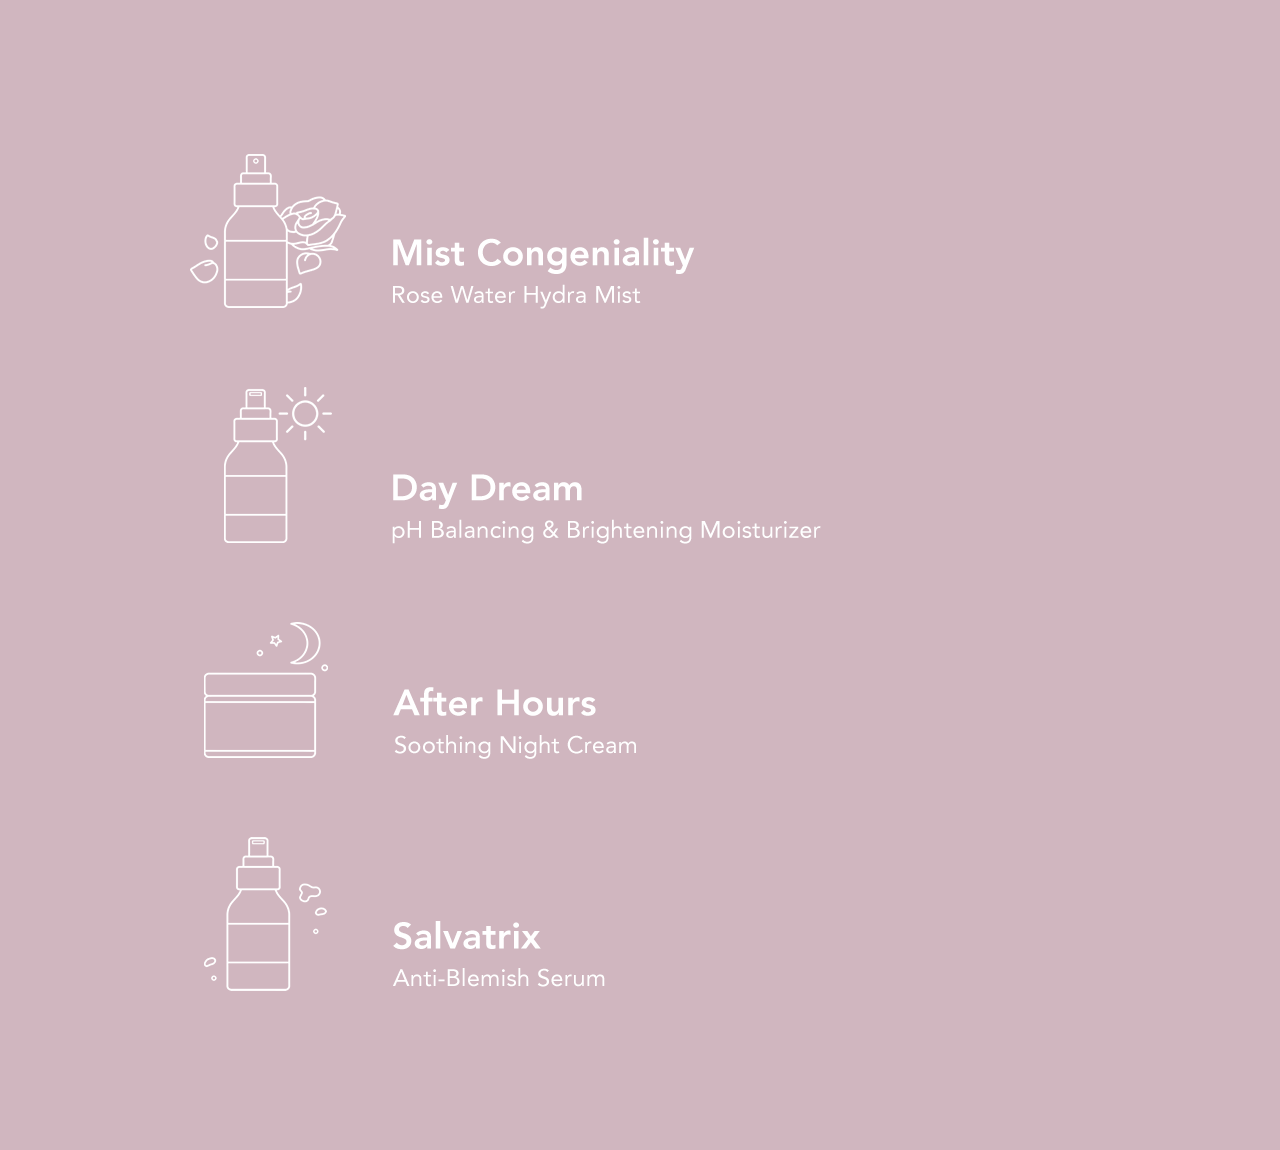 Mist Congeniality
Rose Water Hydra Mist
Day Dream
pH Balancing & Brightening Moisturizer
After Hours
Soothing Night Cream
Salvatrix
Anti-Blemish Serum